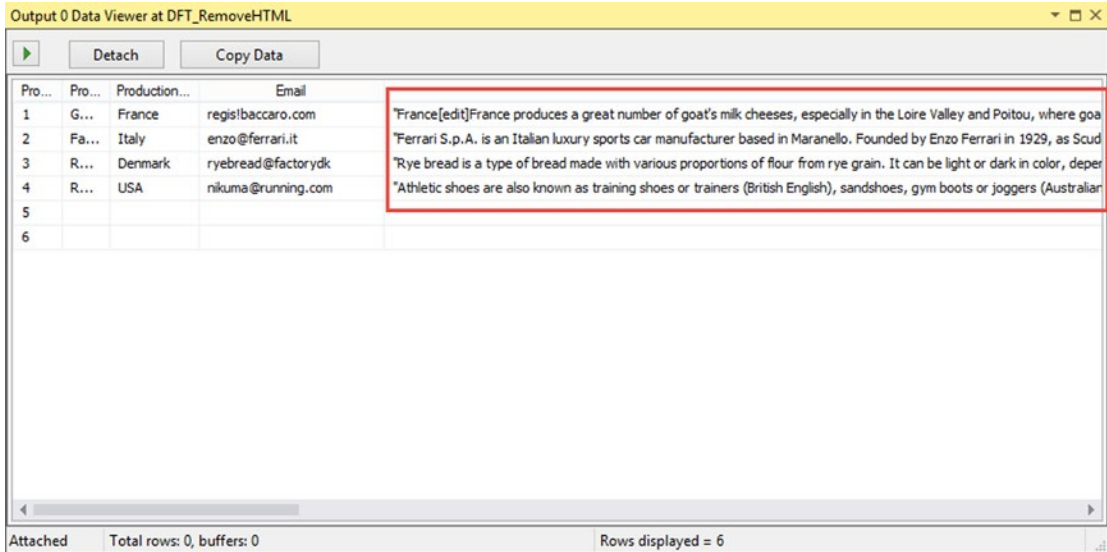 Output 0 Data Viewer at DFT_RemoveHTML
Detach Copy Data
Pro... Pro... Production... Email
1 G... France regis!baccaro.com "France[edit]France produces a great number of goat's milk cheeses, especially in the Loire Valley and Poitou, where goa
2 Fa... Italy enzo@ferrari.it "Ferrari S.p.A. is an Italian luxury sports car manufacturer based in Maranello. Founded by Enzo Ferrari in 1929, as Scud
3 R... Denmark ryebread@factorydk "Rye bread is a type of bread made with various proportions of flour from rye grain. It can be light or dark in color, deper
4 R... USA nikuma@running.com "Athletic shoes are also known as training shoes or trainers (British English), sandshoes, gym boots or joggers (Australian
5
6
Attached Total rows: 0, buffers: 0 Rows displayed = 6